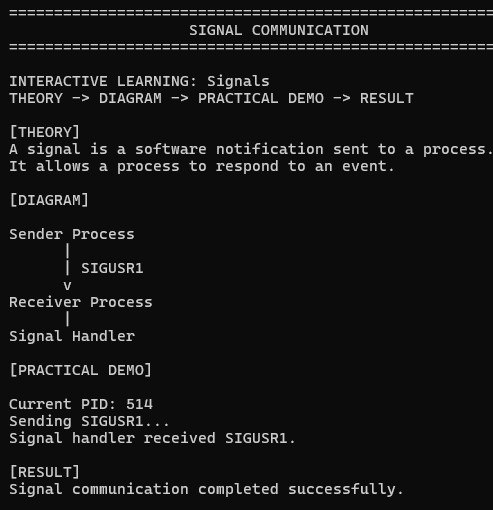 =======================================================
SIGNAL COMMUNICATION
=======================================================
INTERACTIVE LEARNING: Signals
THEORY -> DIAGRAM -> PRACTICAL DEMO -> RESULT
[THEORY]
A signal is a software notification sent to a process.
It allows a process to respond to an event.
[DIAGRAM]
Sender Process
|
| SIGUSR1
v
Receiver Process
|
Signal Handler
[PRACTICAL DEMO]
Current PID: 514
Sending SIGUSR1...
Signal handler received SIGUSR1.
[RESULT]
Signal communication completed successfully.